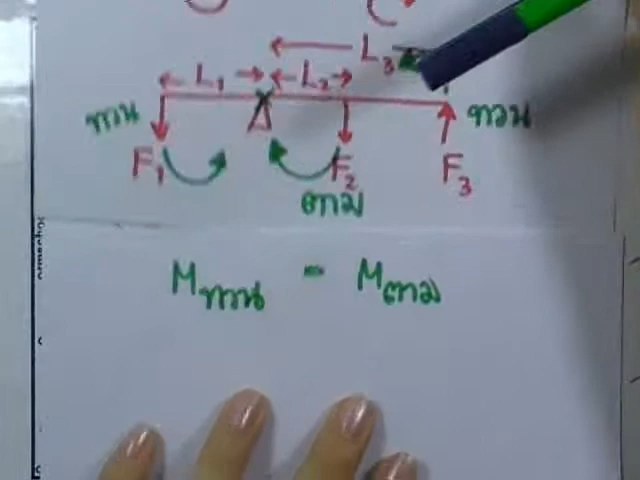 L₃
L₁ L₂
ทวน ทวน
F₁ F₂ F₃
ตาม
Mทวน = Mตาม